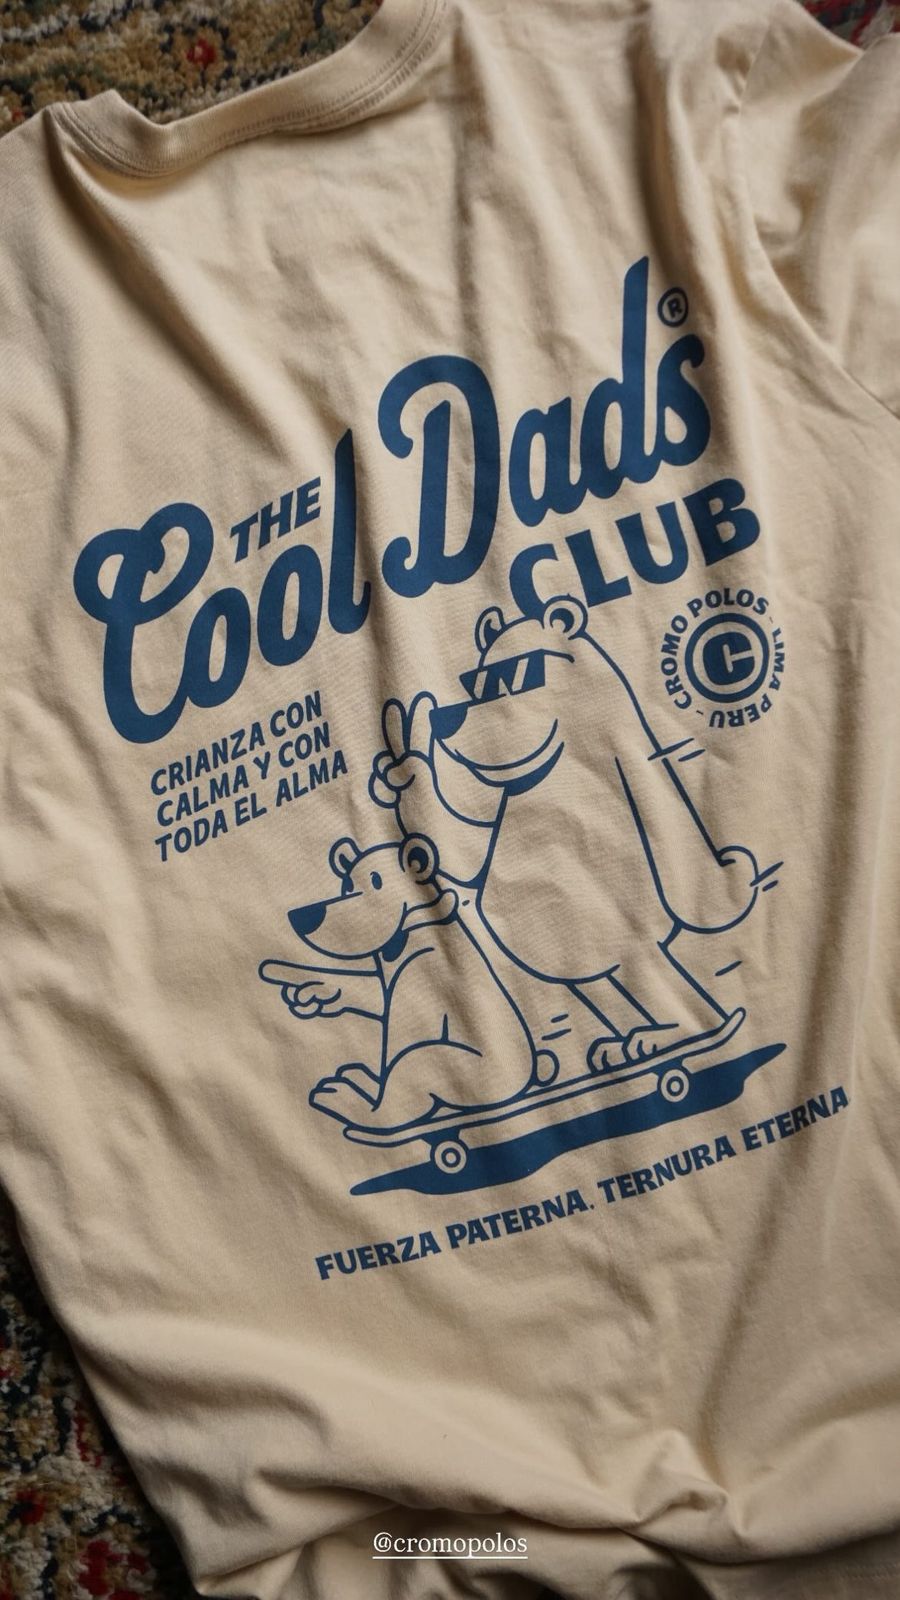 THE
Cool Dads®
CLUB
CRIANZA CON
CALMA Y CON
TODA EL ALMA
CROMO POLOS - LIMA PERU -
C
FUERZA PATERNA. TERNURA ETERNA
@cromopolos